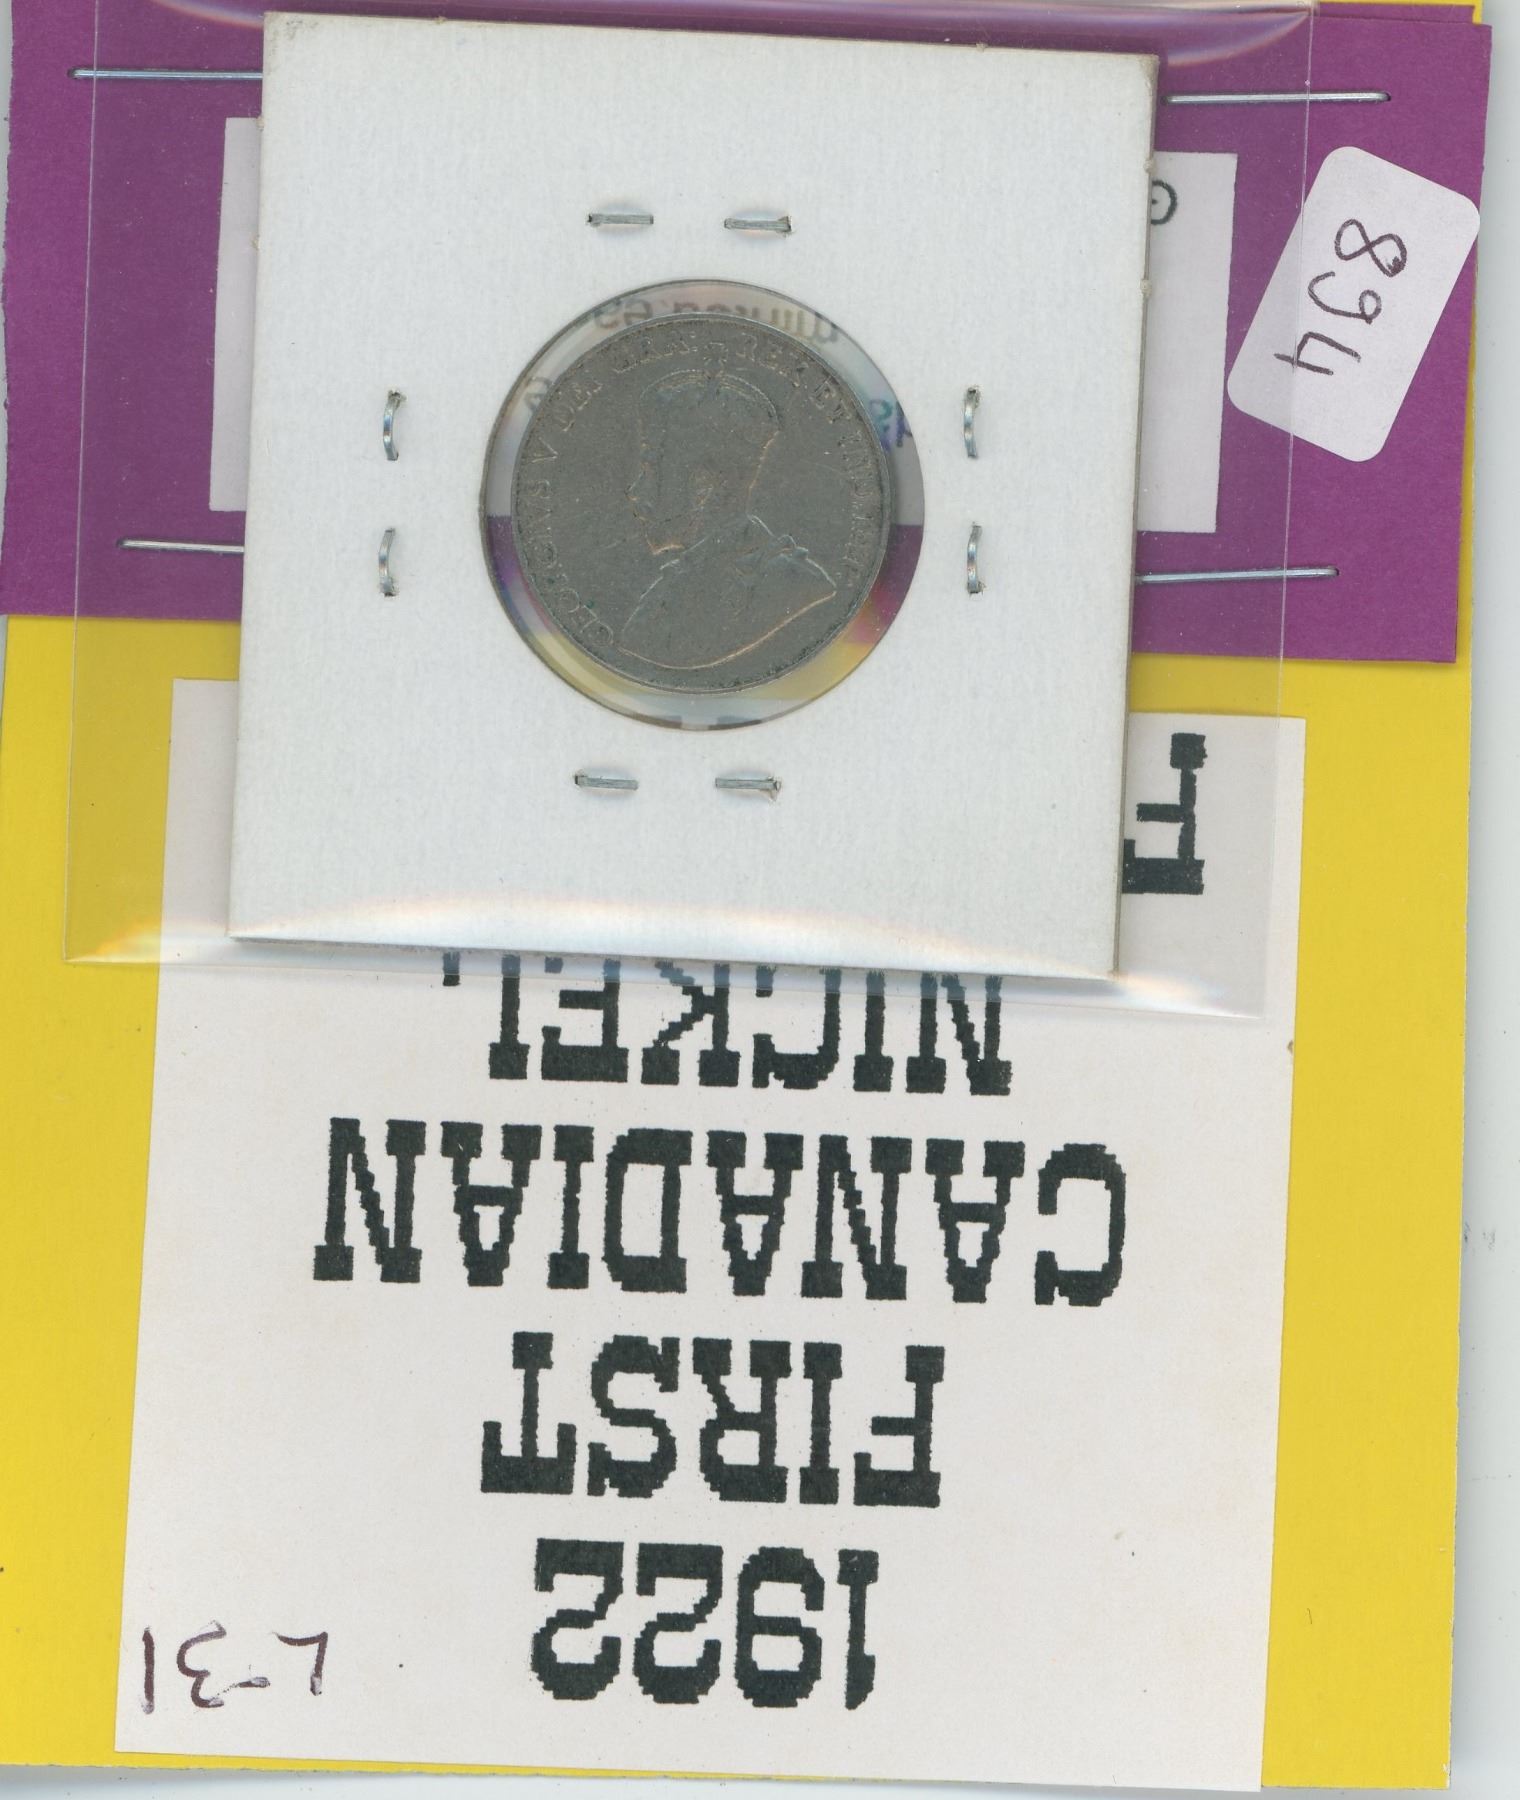 894
GEORGIVS V DEI GRA: REX ET IND:IMP:
1922
FIRST
CANADIAN
NICKEL
F
L-31